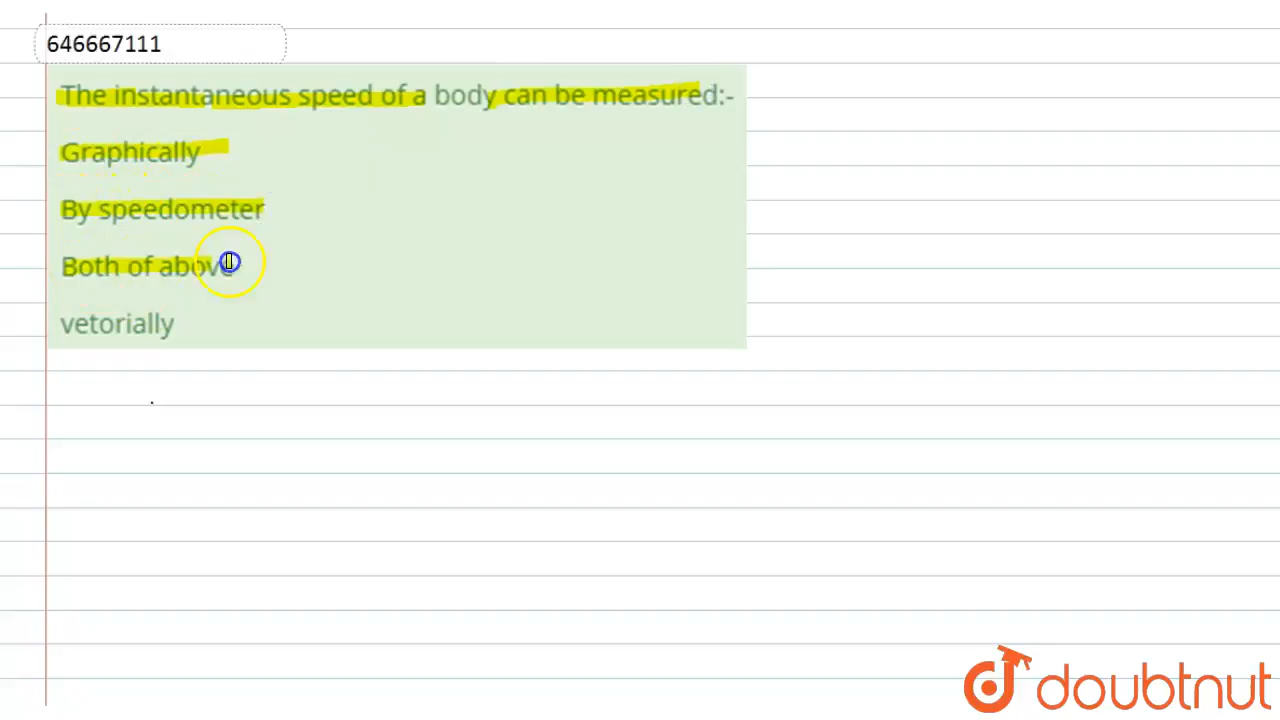 646667111
The instantaneous speed of a body can be measured:-
Graphically
By speedometer
Both of above
vetorially
doubtnut